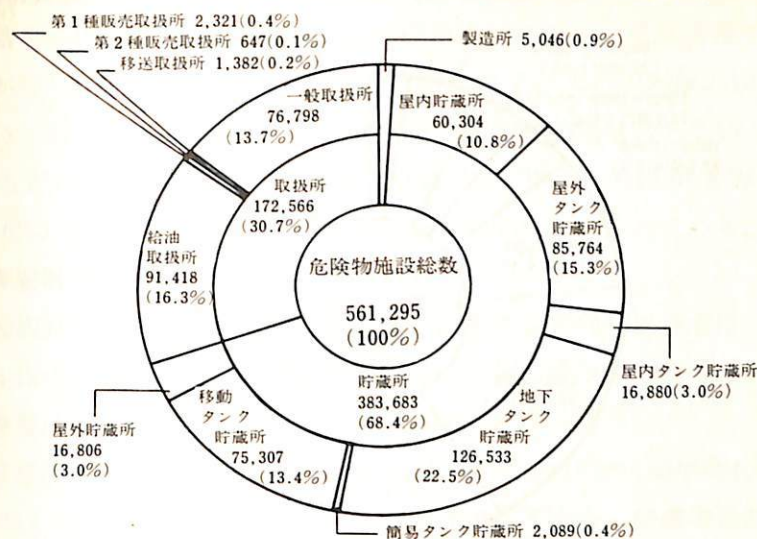 第1種販売取扱所 2,321(0.4%)
第2種販売取扱所 647(0.1%)
移送取扱所 1,382(0.2%)
製造所 5,046(0.9%)
一般取扱所
76,798
(13.7%)
屋内貯蔵所
60,304
(10.8%)
取扱所
172,566
(30.7%)
屋外
タンク
貯蔵所
85,764
(15.3%)
給油
取扱所
91,418
(16.3%)
危険物施設総数
561,295
(100%)
屋内タンク貯蔵所
16,880(3.0%)
貯蔵所
383,683
(68.4%)
地下
タンク
貯蔵所
126,533
(22.5%)
移動
タンク
貯蔵所
75,307
(13.4%)
屋外貯蔵所
16,806
(3.0%)
簡易タンク貯蔵所 2,089(0.4%)